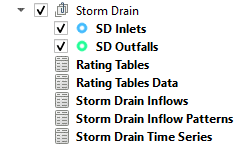 Storm Drain
SD Inlets
SD Outfalls
Rating Tables
Rating Tables Data
Storm Drain Inflows
Storm Drain Inflow Patterns
Storm Drain Time Series